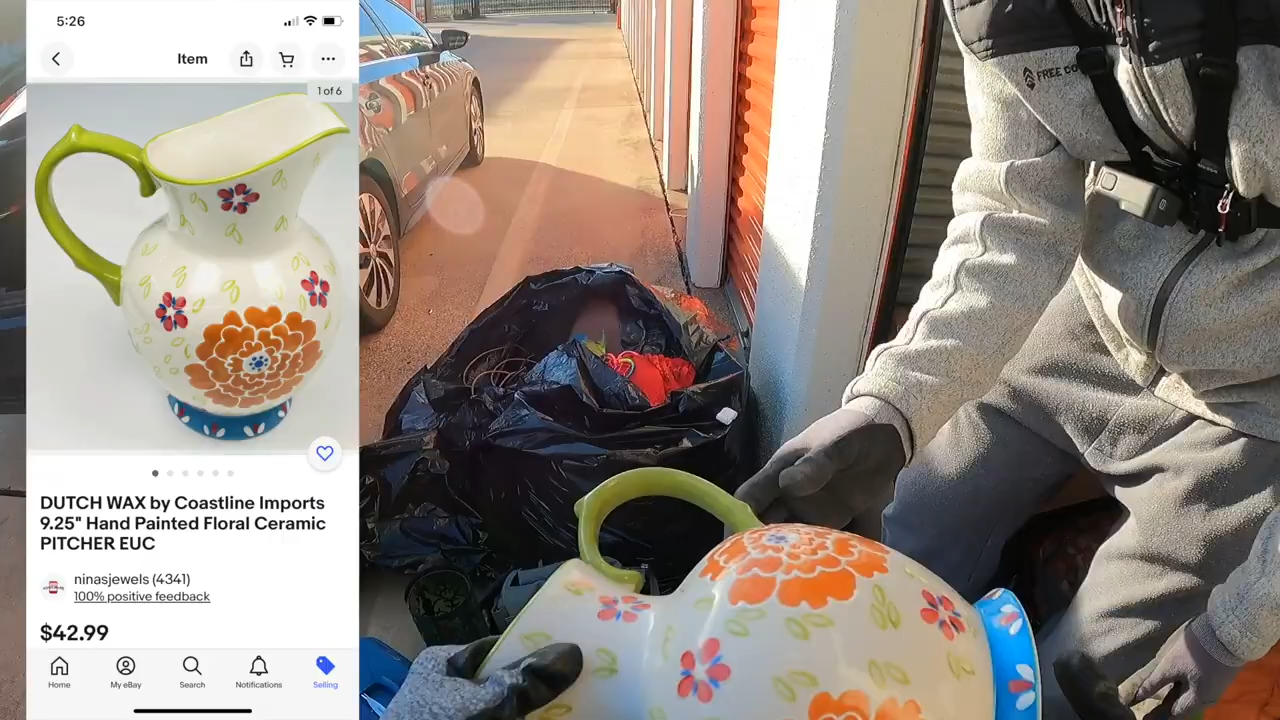 5:26
Item
1 of 6
DUTCH WAX by Coastline Imports
9.25" Hand Painted Floral Ceramic
PITCHER EUC
ninasjewels (4341)
100% positive feedback
$42.99
Home
My eBay
Search
Notifications
Selling
FREE CO